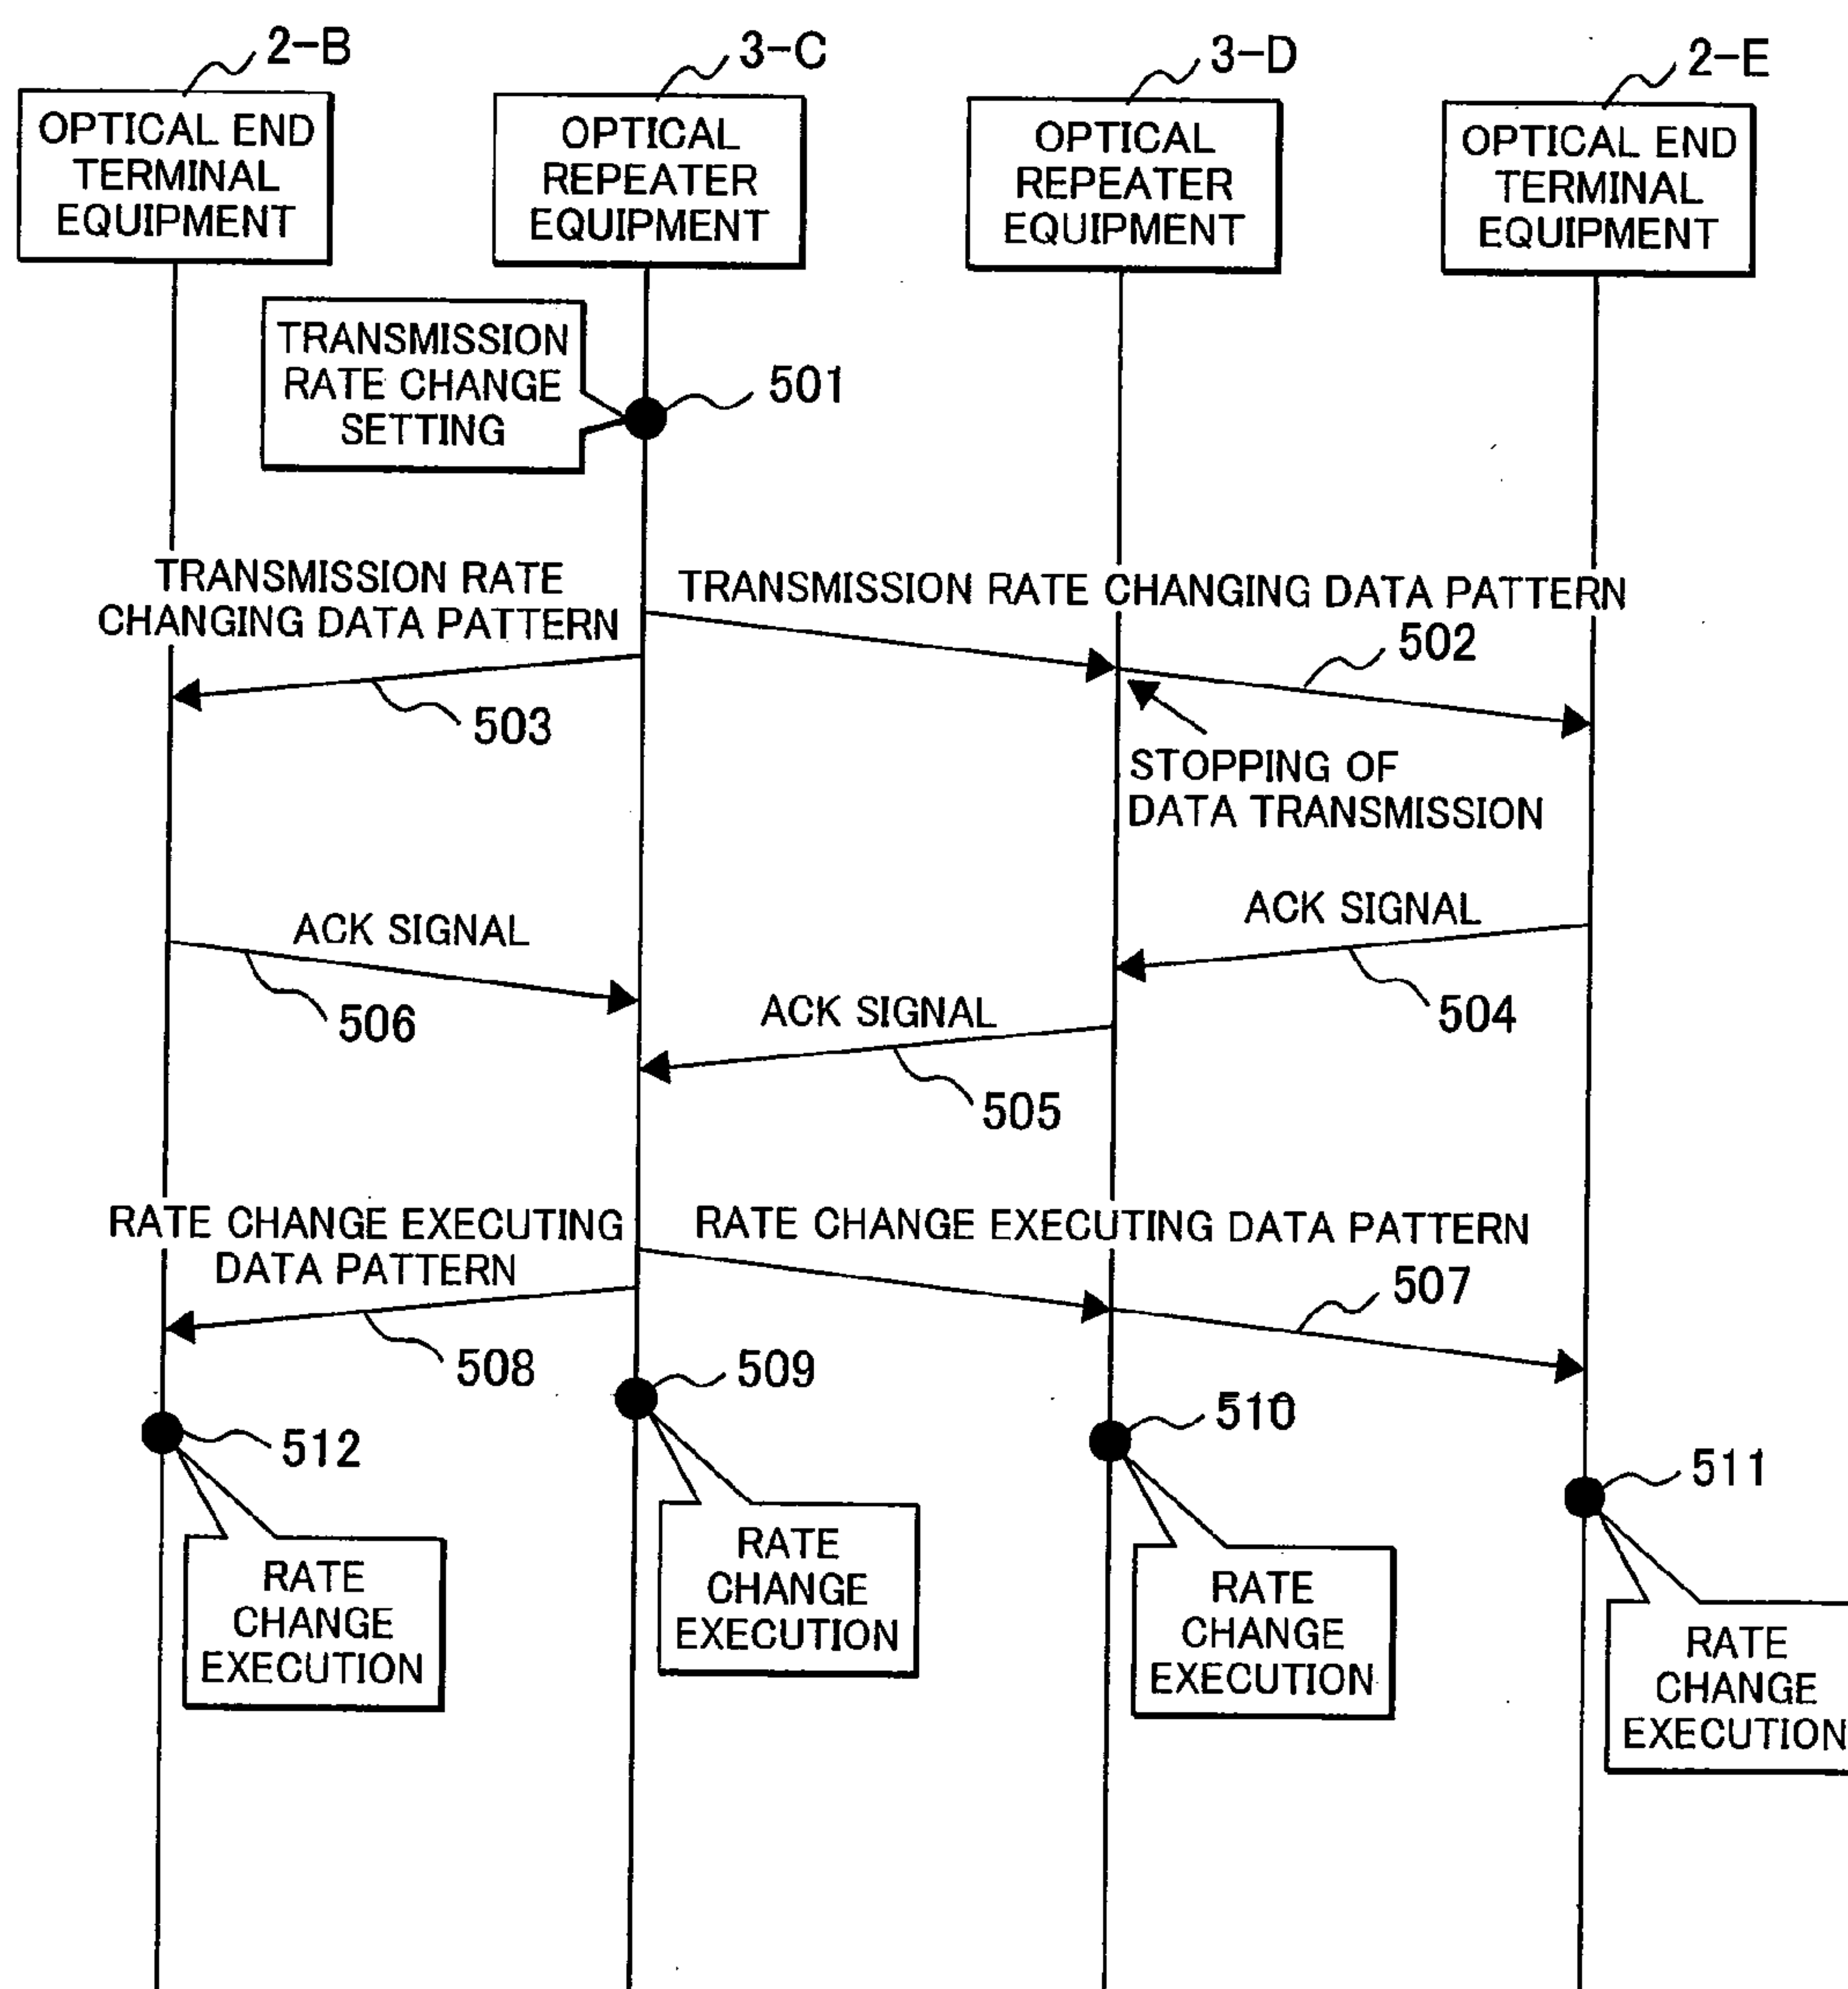 2-B
3-C
3-D
2-E
OPTICAL END
TERMINAL
EQUIPMENT
OPTICAL
REPEATER
EQUIPMENT
OPTICAL
REPEATER
EQUIPMENT
OPTICAL END
TERMINAL
EQUIPMENT
TRANSMISSION
RATE CHANGE
SETTING
501
TRANSMISSION RATE
CHANGING DATA PATTERN
TRANSMISSION RATE CHANGING DATA PATTERN
502
503
STOPPING OF
DATA TRANSMISSION
ACK SIGNAL
506
ACK SIGNAL
504
ACK SIGNAL
505
RATE CHANGE EXECUTING
DATA PATTERN
RATE CHANGE EXECUTING DATA PATTERN
507
508
509
510
511
512
RATE
CHANGE
EXECUTION
RATE
CHANGE
EXECUTION
RATE
CHANGE
EXECUTION
RATE
CHANGE
EXECUTION